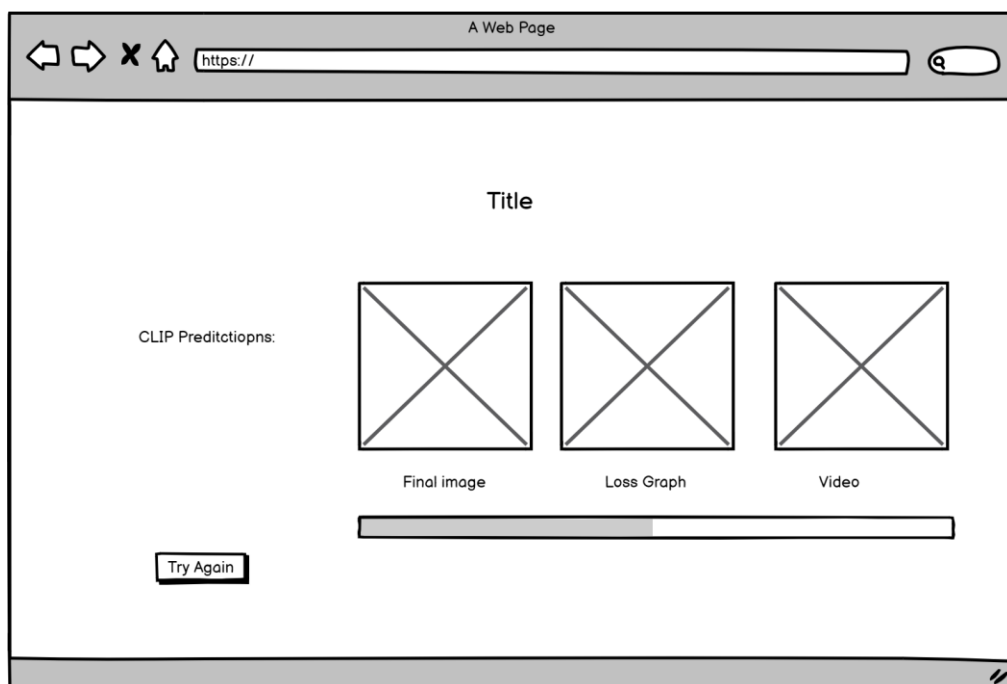 A Web Page
https://
Title
CLIP Preditctiopns:
Final image
Loss Graph
Video
Try Again